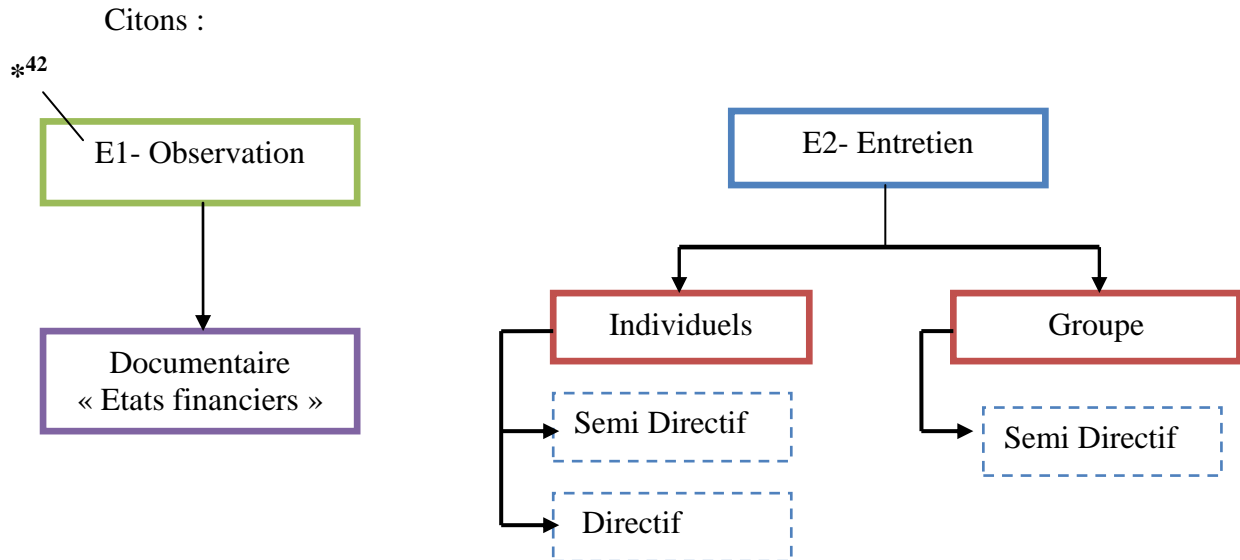 Citons :
*42
E1- Observation
E2- Entretien
Documentaire
« Etats financiers »
Individuels
Groupe
Semi Directif
Semi Directif
Directif